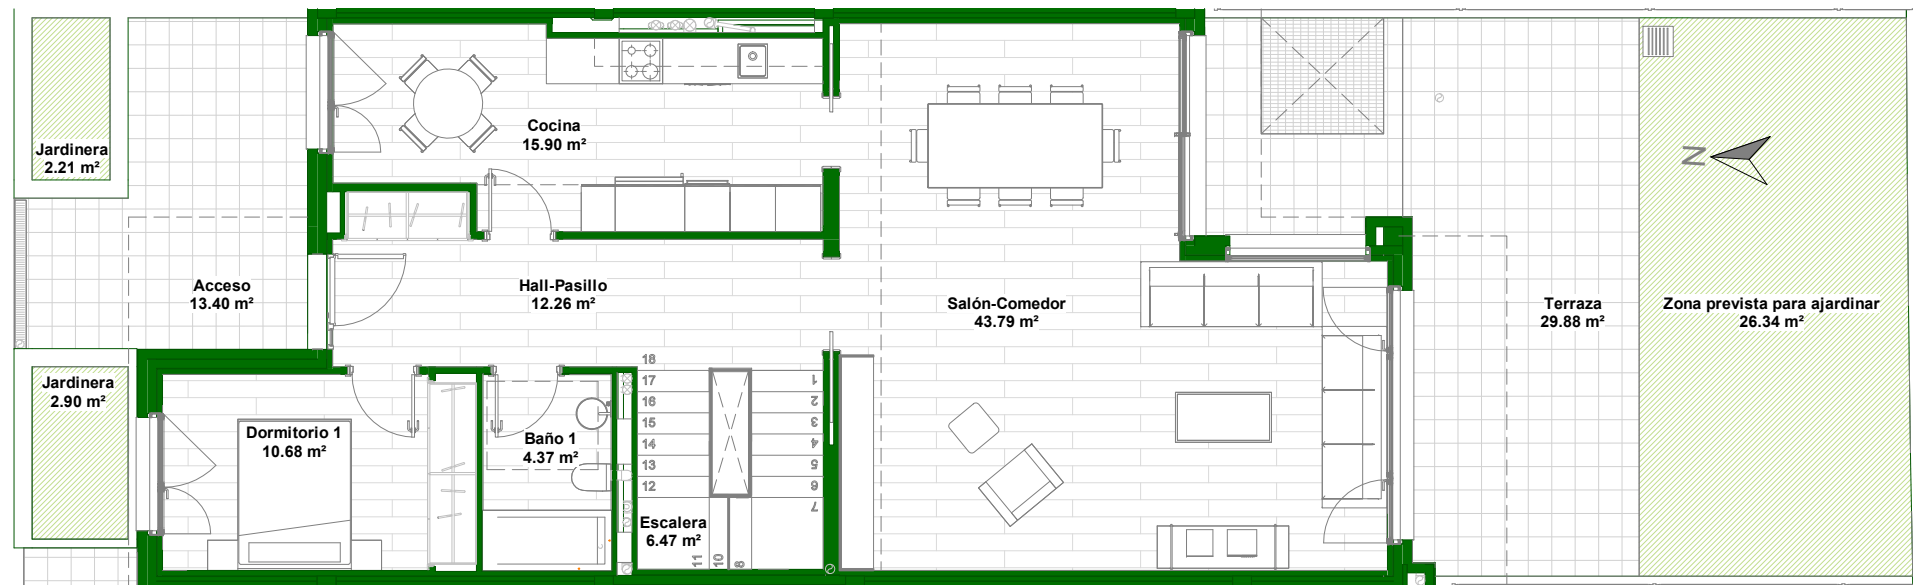 Jardinera
2.21 m²
Cocina
15.90 m²
N
Acceso
13.40 m²
Hall-Pasillo
12.26 m²
Salón-Comedor
43.79 m²
Terraza
29.88 m²
Zona prevista para ajardinar
26.34 m²
Jardinera
2.90 m²
Dormitorio 1
10.68 m²
Baño 1
4.37 m²
Escalera
6.47 m²
18
17
16
15
14
13
12
11
10
8
7
6
5
4
3
2
1